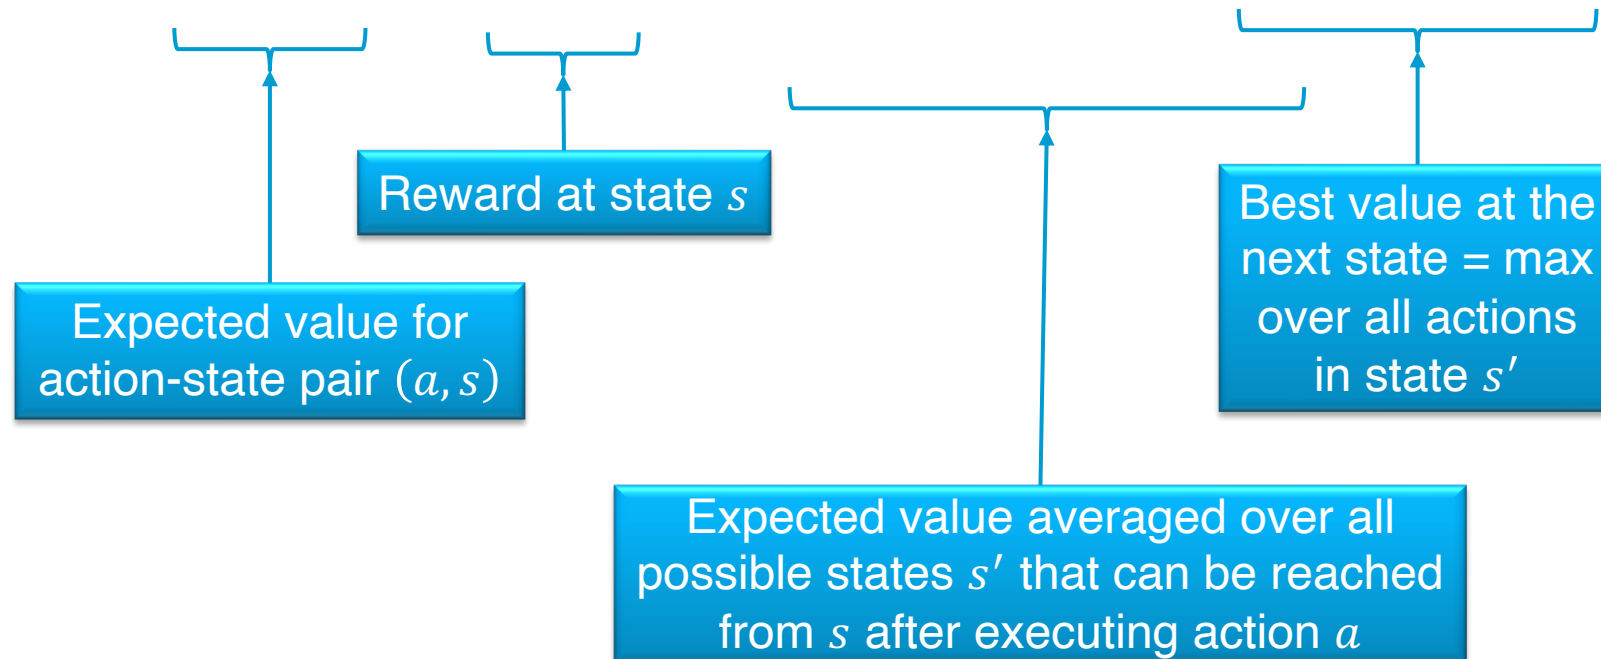 Reward at state s
Expected value for
action-state pair (a, s)
Best value at the
next state = max
over all actions
in state s′
Expected value averaged over all
possible states s′ that can be reached
from s after executing action a